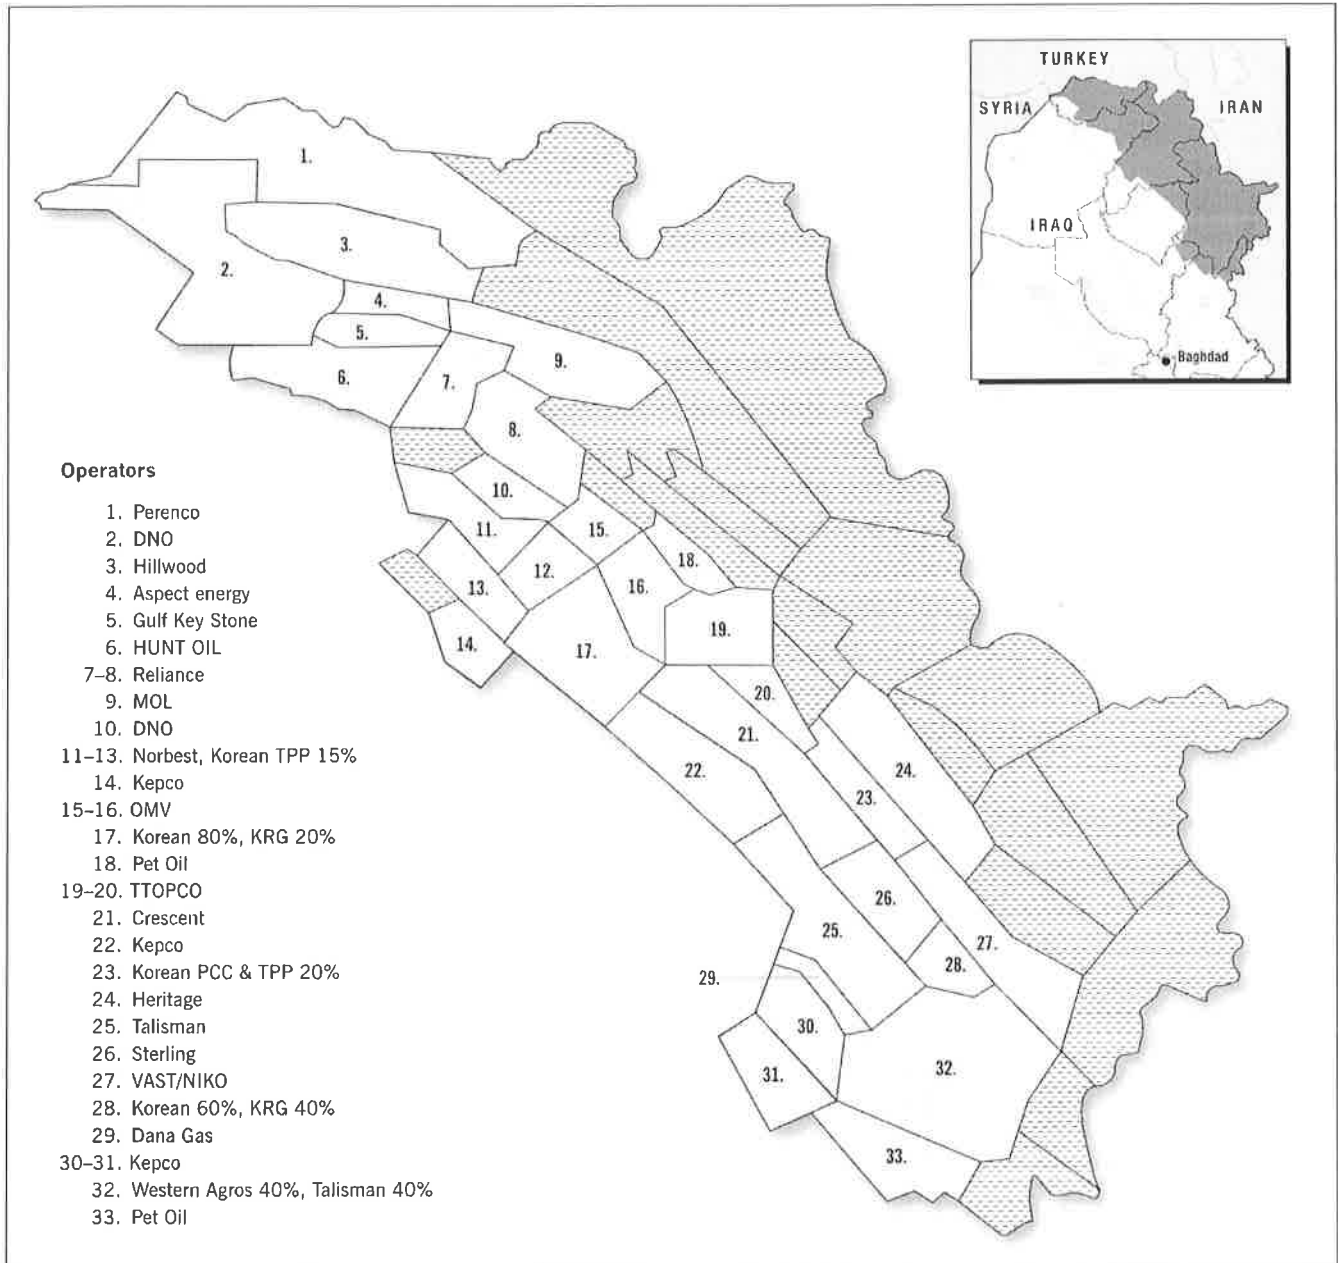 TURKEY
SYRIA
IRAN
IRAQ
Baghdad
1.
2.
3.
4.
5.
6.
7.
8.
9.
10.
11.
12.
13.
14.
15.
16.
17.
18.
19.
20.
21.
22.
23.
24.
25.
26.
27.
28.
29.
30.
31.
32.
33.
Operators
1. Perenco
2. DNO
3. Hillwood
4. Aspect energy
5. Gulf Key Stone
6. HUNT OIL
7–8. Reliance
9. MOL
10. DNO
11–13. Norbest, Korean TPP 15%
14. Kepco
15–16. OMV
17. Korean 80%, KRG 20%
18. Pet Oil
19–20. TTOPCO
21. Crescent
22. Kepco
23. Korean PCC & TPP 20%
24. Heritage
25. Talisman
26. Sterling
27. VAST/NIKO
28. Korean 60%, KRG 40%
29. Dana Gas
30–31. Kepco
32. Western Agros 40%, Talisman 40%
33. Pet Oil